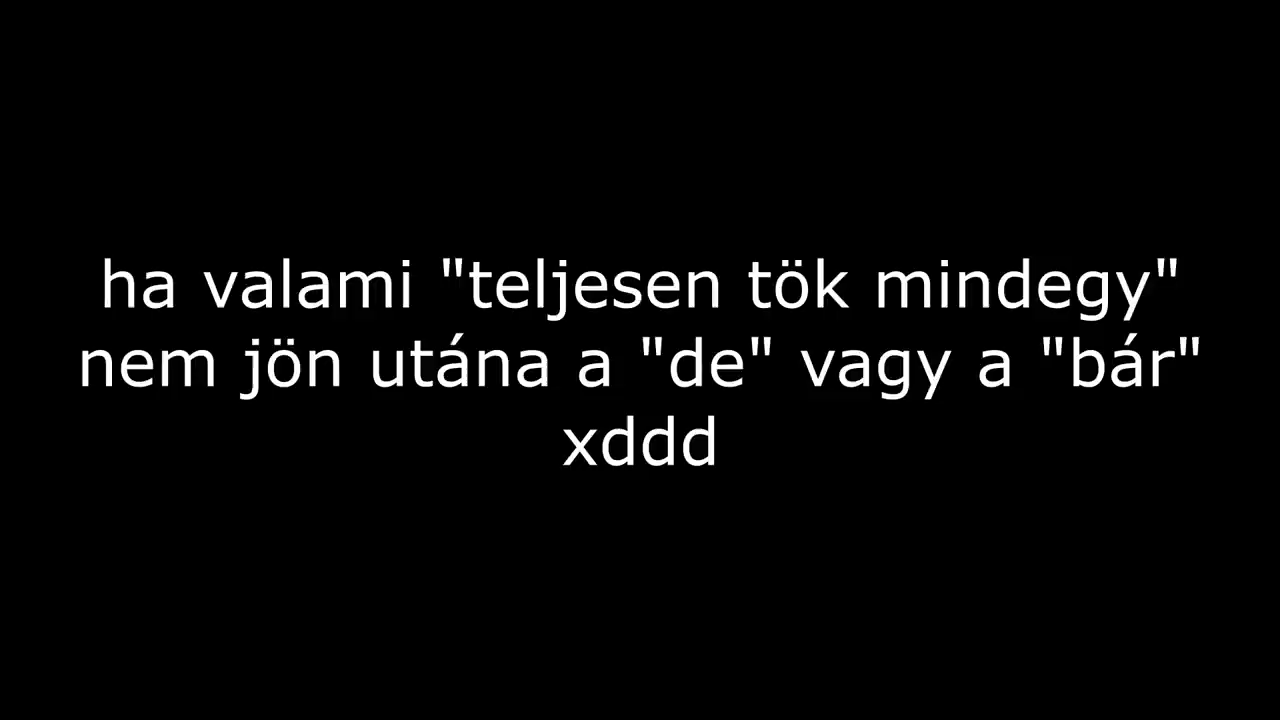 ha valami "teljesen tök mindegy"
nem jön utána a "de" vagy a "bár"
xddd